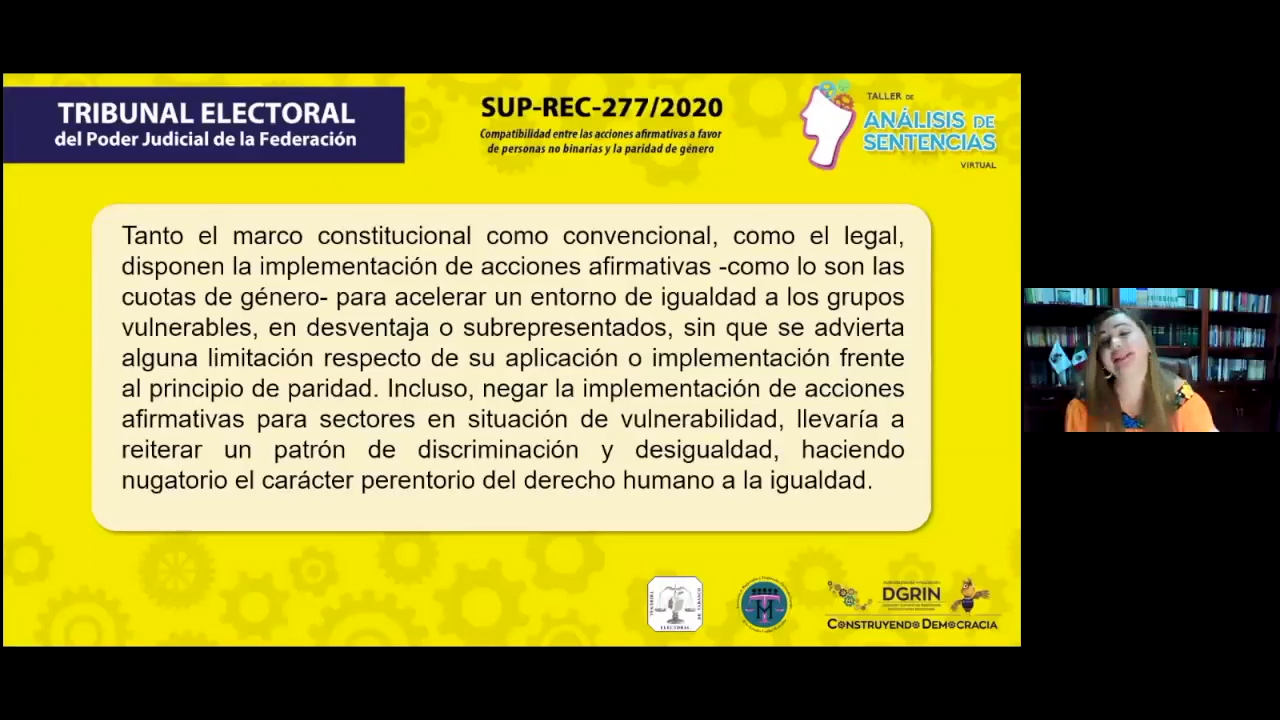 TRIBUNAL ELECTORAL
del Poder Judicial de la Federación
SUP-REC-277/2020
Compatibilidad entre las acciones afirmativas a favor
de personas no binarias y la paridad de género
TALLER DE
ANÁLISIS DE
SENTENCIAS
VIRTUAL
Tanto el marco constitucional como convencional, como el legal,
disponen la implementación de acciones afirmativas -como lo son las
cuotas de género- para acelerar un entorno de igualdad a los grupos
vulnerables, en desventaja o subrepresentados, sin que se advierta
alguna limitación respecto de su aplicación o implementación frente
al principio de paridad. Incluso, negar la implementación de acciones
afirmativas para sectores en situación de vulnerabilidad, llevaría a
reiterar un patrón de discriminación y desigualdad, haciendo
nugatorio el carácter perentorio del derecho humano a la igualdad.
TRIBUNAL
ELECTORAL
DE TABASCO
DGRIN
CONSTRUYENDO DEMOCRACIA